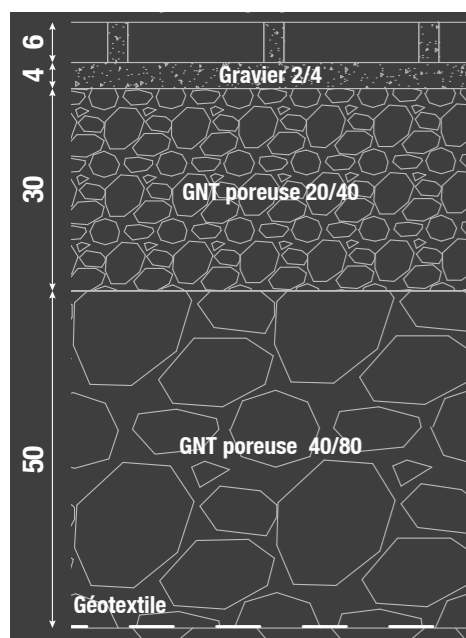 6
4
Gravier 2/4
30
GNT poreuse 20/40
50
GNT poreuse 40/80
Géotextile